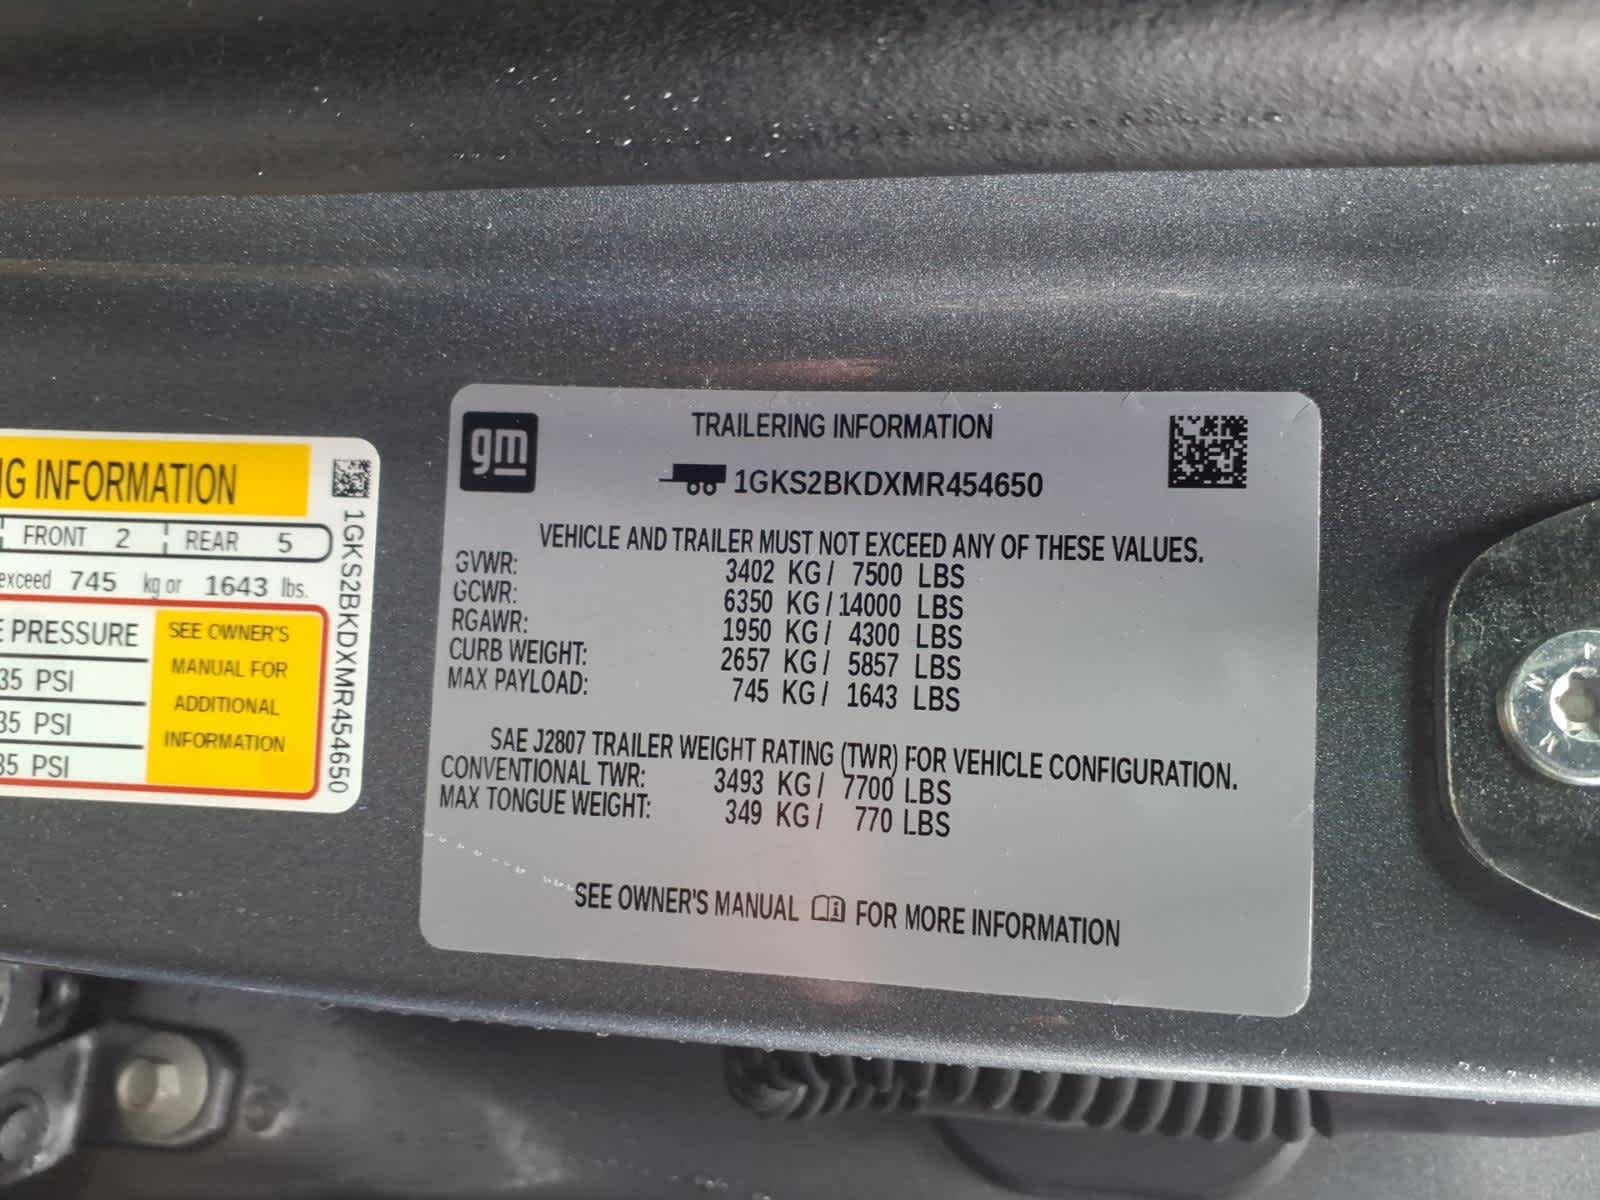 G INFORMATION
FRONT 2 REAR 5
exceed 745 kg or 1643 lbs.
PRESSURE
35 PSI
35 PSI
35 PSI
SEE OWNER'S
MANUAL FOR
ADDITIONAL
INFORMATION
1GKS2BKDXMR454650
gm
TRAILERING INFORMATION
1GKS2BKDXMR454650
VEHICLE AND TRAILER MUST NOT EXCEED ANY OF THESE VALUES.
GVWR: 3402 KG / 7500 LBS
GCWR: 6350 KG / 14000 LBS
RGAWR: 1950 KG / 4300 LBS
CURB WEIGHT: 2657 KG / 5857 LBS
MAX PAYLOAD: 745 KG / 1643 LBS
SAE J2807 TRAILER WEIGHT RATING (TWR) FOR VEHICLE CONFIGURATION.
CONVENTIONAL TWR: 3493 KG / 7700 LBS
MAX TONGUE WEIGHT: 349 KG / 770 LBS
SEE OWNER'S MANUAL FOR MORE INFORMATION